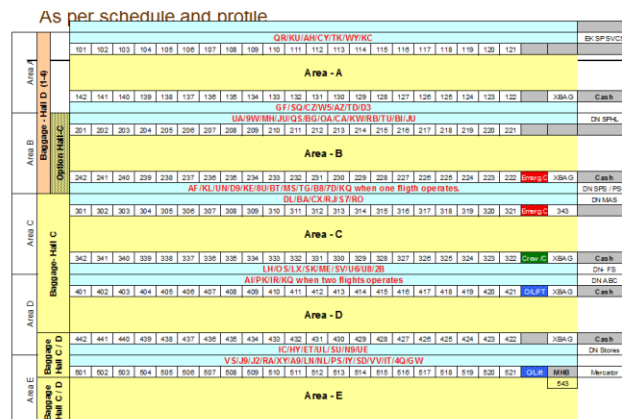 As per schedule and profile
QR/KU/AH/CY/TK/WY/KC EK SPSVCS
101 102 103 104 105 106 107 108 109 110 111 112 113 114 115 116 117 118 119 120 121
Area - A
142 141 140 139 138 137 136 135 134 133 132 131 130 129 128 127 126 125 124 123 122 XBAG Cash
GF/SQ/CZ/W5/AZ/TD/D3
UA/9W/MH/JU/QS/BG/OA/CA/KW/RB/TU/BI/JU DN SPHL
201 202 203 204 205 206 207 208 209 210 211 212 213 214 215 216 217 218 219 220 221
Area - B
242 241 240 239 238 237 236 235 234 233 232 231 230 229 228 227 226 225 224 223 222 Emerg.C XBAG Cash
AF/KL/UN/D9/KE/8U/BT/MS/TG/B8/7D/KQ when one fligth operates. DN SPS / PS
DL/BA/CX/RJ/S7/RO DN MAS
301 302 303 304 305 306 307 308 309 310 311 312 313 314 315 316 317 318 319 320 321 Emerg.C 343
Area - C
342 341 340 339 338 337 336 335 334 333 332 331 330 329 328 327 326 325 324 323 322 Crew /C XBAG Cash
LH/OS/LX/SK/ME/SV/U6/U8/2B DN- FS
AI/PK/IR/KQ when two flights operates DN ABC
401 402 403 404 405 406 407 408 409 410 411 412 413 414 415 416 417 418 419 420 421 O/LIFT XBAG Cash
Area - D
442 441 440 439 438 437 436 435 434 433 432 431 430 429 428 427 426 425 424 423 422 XBAG Cash
IC/HY/ET/UL/SU/N9/UE DN Stores
VS/J9/J2/RA/XY/A9/LN/NL/PS/IY/SD/VV/IT/4Q/GW
501 502 503 504 505 506 507 508 509 510 511 512 513 514 515 516 517 518 519 520 521 O/Lift MHB Mercator
543
Area - E
Area A
Area B
Area C
Area D
Area E
Baggage - Hall D (1-4)
Option Hall-C
Baggage- Hall C
Baggage Hall C / D
Baggage Hall C / D